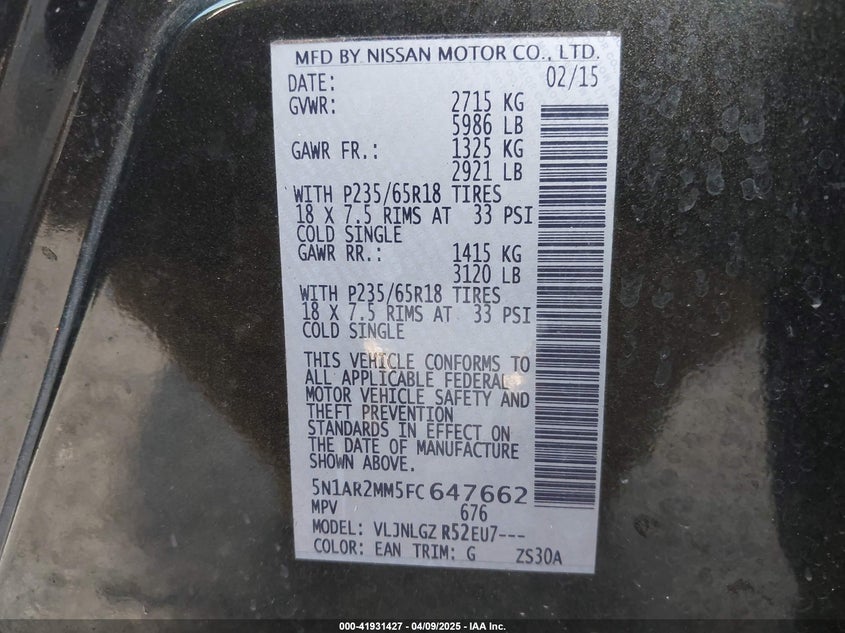 MFD BY NISSAN MOTOR CO., LTD.
DATE: 02/15
GVWR: 2715 KG
5986 LB
GAWR FR.: 1325 KG
2921 LB
WITH P235/65R18 TIRES
18 X 7.5 RIMS AT 33 PSI
COLD SINGLE
GAWR RR.: 1415 KG
3120 LB
WITH P235/65R18 TIRES
18 X 7.5 RIMS AT 33 PSI
COLD SINGLE
THIS VEHICLE CONFORMS TO
ALL APPLICABLE FEDERAL
MOTOR VEHICLE SAFETY AND
THEFT PREVENTION
STANDARDS IN EFFECT ON
THE DATE OF MANUFACTURE
SHOWN ABOVE.
5N1AR2MM5FC647662
MPV 676
MODEL: VLJNLGZ R52EU7---
COLOR: EAN TRIM: G ZS30A
000-41931427 - 04/09/2025 - IAA Inc.